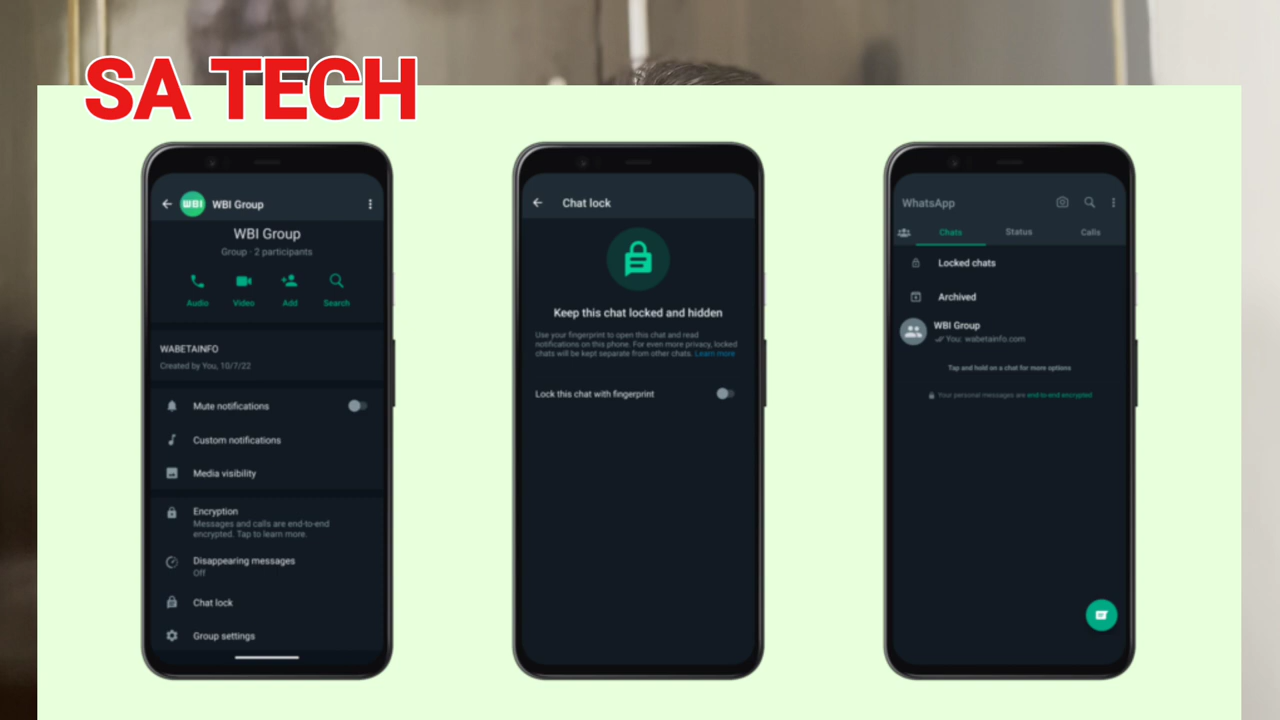 SA TECH
WBI
WBI Group
WBI Group
Group · 2 participants
Audio
Video
Add
Search
WABETAINFO
Created by You, 10/7/22
Mute notifications
Custom notifications
Media visibility
Encryption
Messages and calls are end-to-end
encrypted. Tap to learn more.
Disappearing messages
Off
Chat lock
Group settings
Chat lock
Keep this chat locked and hidden
Use your fingerprint to open this chat and read
notifications on this phone. For even more privacy, locked
chats will be kept separate from other chats. Learn more
Lock this chat with fingerprint
WhatsApp
Chats
Status
Calls
Locked chats
Archived
WBI Group
You: wabetainfo.com
Tap and hold on a chat for more options
Your personal messages are end-to-end encrypted